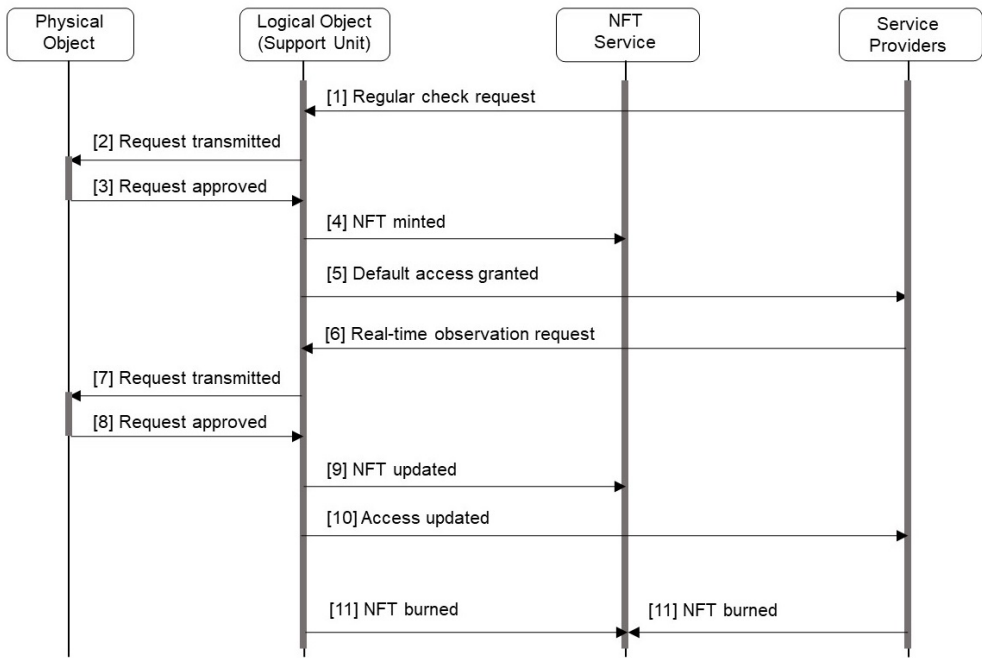 Physical
Object
Logical Object
(Support Unit)
NFT
Service
Service
Providers
[1] Regular check request
[2] Request transmitted
[3] Request approved
[4] NFT minted
[5] Default access granted
[6] Real-time observation request
[7] Request transmitted
[8] Request approved
[9] NFT updated
[10] Access updated
[11] NFT burned
[11] NFT burned